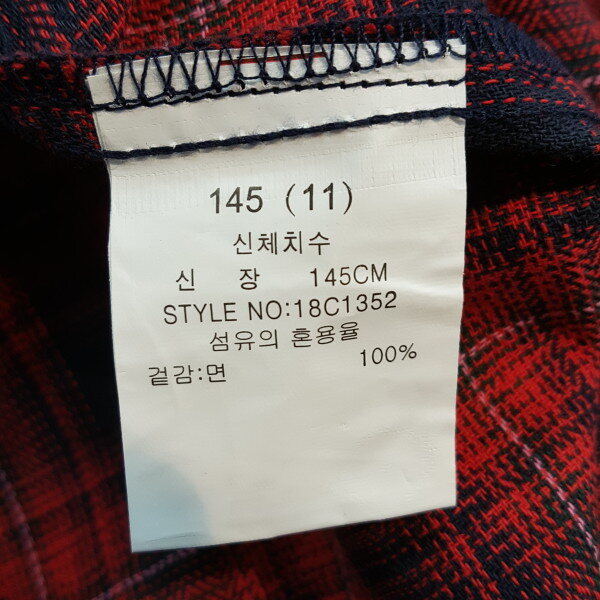 145 (11)
신체치수
신 장 145CM
STYLE NO:18C1352
섬유의 혼용율
겉감:면 100%